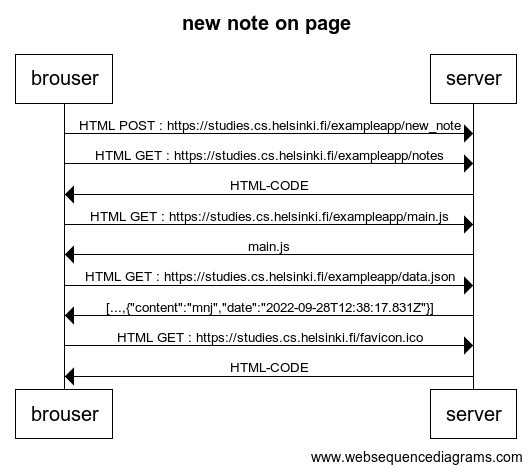 new note on page
brouser
server
HTML POST : https://studies.cs.helsinki.fi/exampleapp/new_note
HTML GET : https://studies.cs.helsinki.fi/exampleapp/notes
HTML-CODE
HTML GET : https://studies.cs.helsinki.fi/exampleapp/main.js
main.js
HTML GET : https://studies.cs.helsinki.fi/exampleapp/data.json
[...,{"content":"mnj","date":"2022-09-28T12:38:17.831Z"}]
HTML GET : https://studies.cs.helsinki.fi/favicon.ico
HTML-CODE
brouser
server
www.websequencediagrams.com